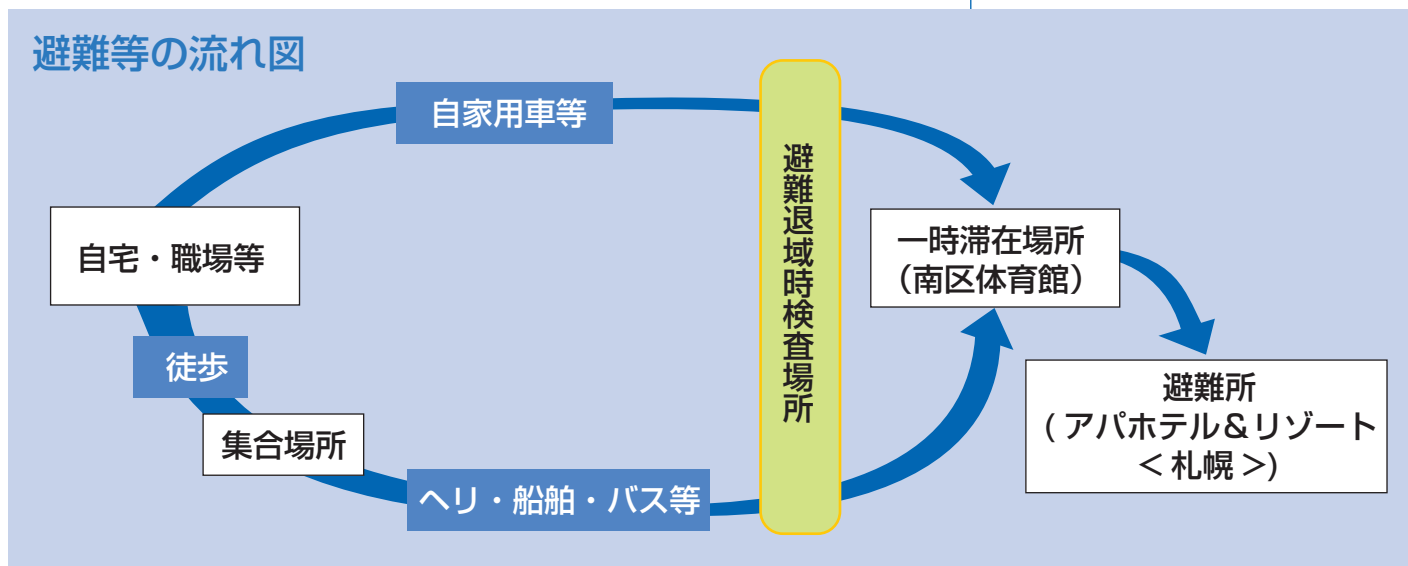 避難等の流れ図
自家用車等
自宅・職場等
徒歩
集合場所
ヘリ・船舶・バス等
避難退域時検査場所
一時滞在場所
（南区体育館）
避難所
( アパホテル＆リゾート
< 札幌 >)